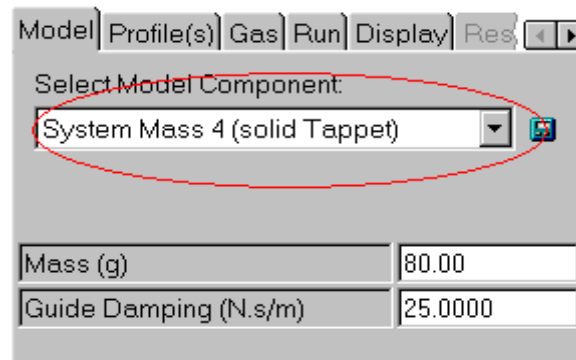 Model Profile(s) Gas Run Display Res
Select Model Component:
System Mass 4 (solid Tappet)
Mass (g) 80.00
Guide Damping (N.s/m) 25.0000